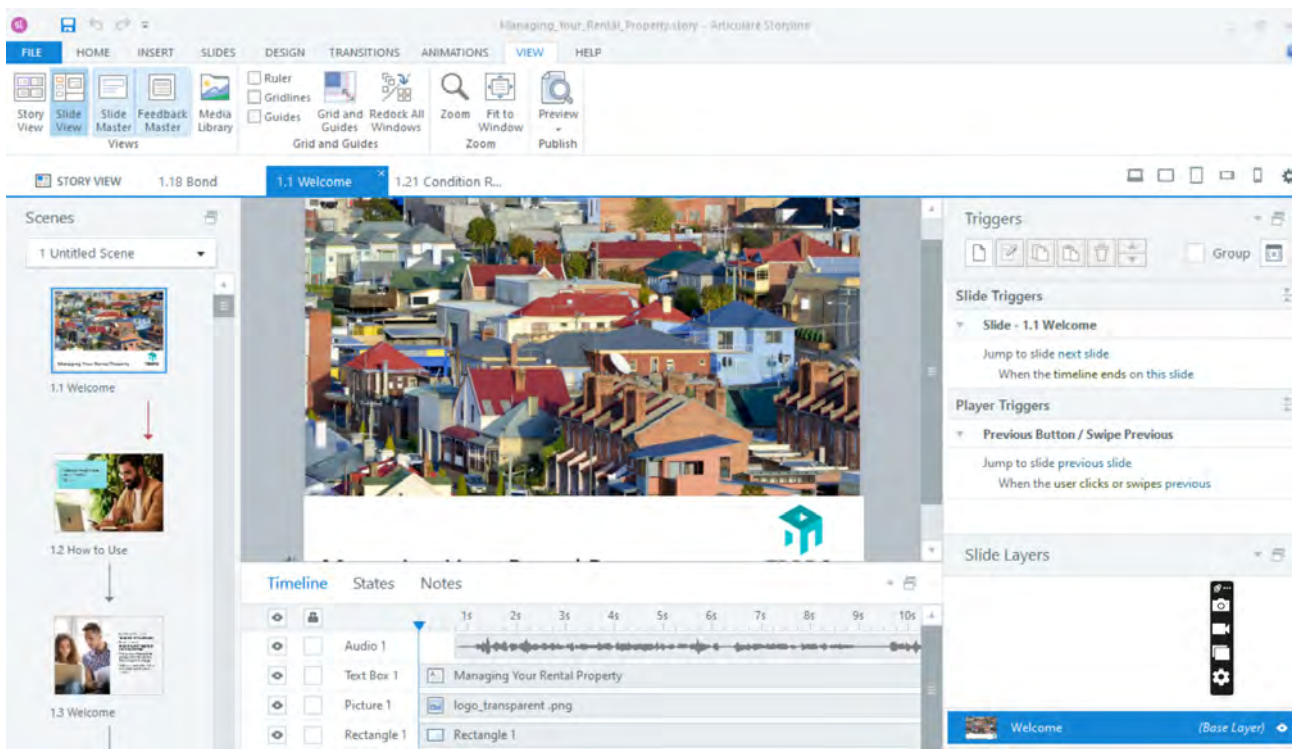 Managing_Your_Rental_Property.story - Articulate Storyline
FILE HOME INSERT SLIDES DESIGN TRANSITIONS ANIMATIONS VIEW HELP
Story View
Slide View
Slide Master
Feedback Master
Media Library
Views
Ruler
Gridlines
Guides
Grid and Guides
Redock All Windows
Grid and Guides
Zoom
Fit to Window
Zoom
Preview
Publish
STORY VIEW 1.18 Bond 1.1 Welcome 1.21 Condition R...
Scenes
1 Untitled Scene
Managing Your Rental Property
1.1 Welcome
1.2 How to Use
1.3 Welcome
Timeline States Notes
1s 2s 3s 4s 5s 6s 7s 8s 9s 10s
Audio 1
Text Box 1 Managing Your Rental Property
Picture 1 logo_transparent .png
Rectangle 1 Rectangle 1
Triggers
Group
Slide Triggers
Slide - 1.1 Welcome
Jump to slide next slide
When the timeline ends on this slide
Player Triggers
Previous Button / Swipe Previous
Jump to slide previous slide
When the user clicks or swipes previous
Slide Layers
Welcome (Base Layer)